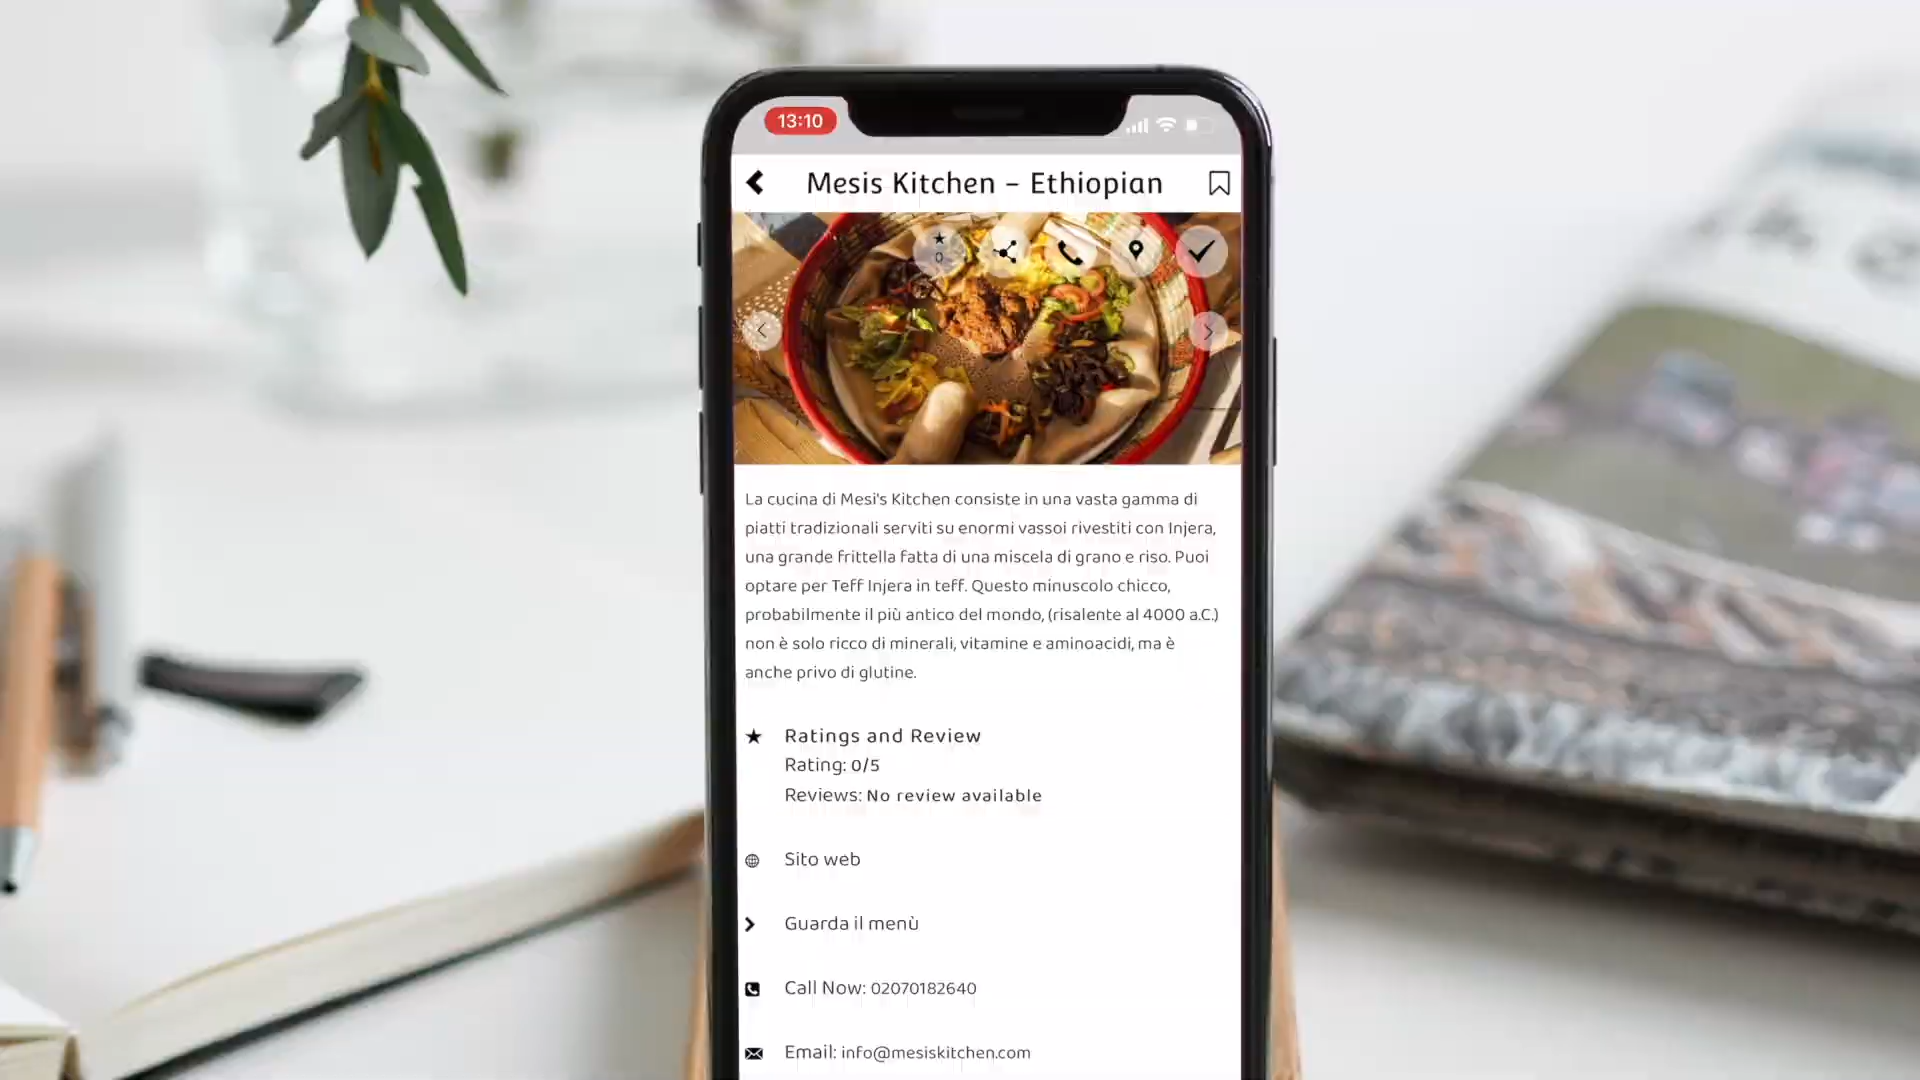 13:10
Mesis Kitchen – Ethiopian
0
La cucina di Mesi's Kitchen consiste in una vasta gamma di
piatti tradizionali serviti su enormi vassoi rivestiti con Injera,
una grande frittella fatta di una miscela di grano e riso. Puoi
optare per Teff Injera in teff. Questo minuscolo chicco,
probabilmente il più antico del mondo, (risalente al 4000 a.C.)
non è solo ricco di minerali, vitamine e aminoacidi, ma è
anche privo di glutine.
Ratings and Review
Rating: 0/5
Reviews: No review available
Sito web
Guarda il menù
Call Now: 02070182640
Email: info@mesiskitchen.com